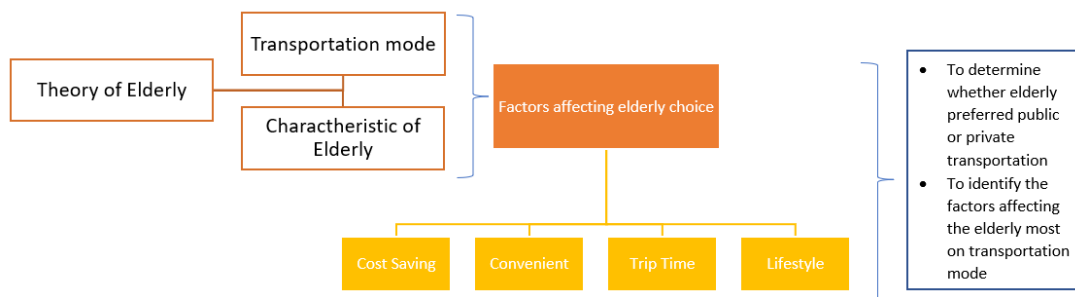 Theory of Elderly
Transportation mode
Charactheristic of
Elderly
Factors affecting elderly choice
Cost Saving
Convenient
Trip Time
Lifestyle
• To determine
whether elderly
preferred public
or private
transportation
• To identify the
factors affecting
the elderly most
on transportation
mode